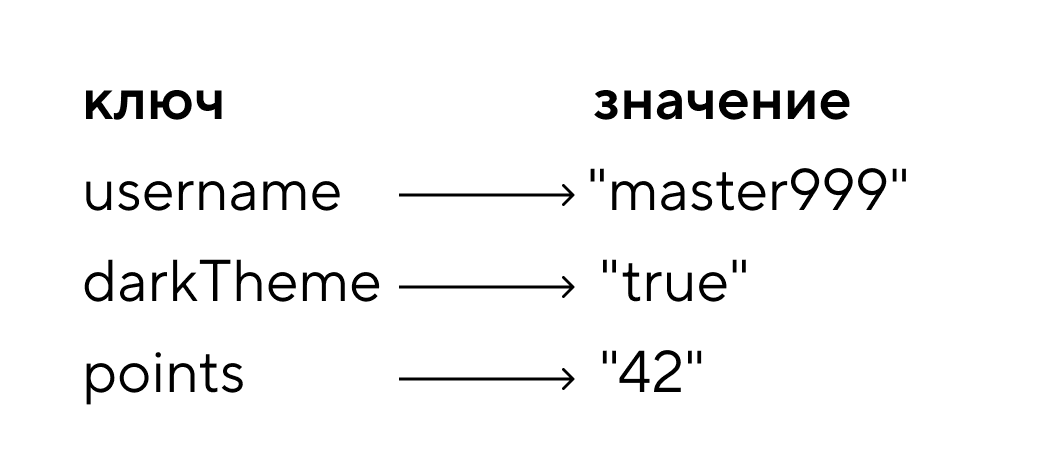 ключ значение
username "master999"
darkTheme "true"
points "42"